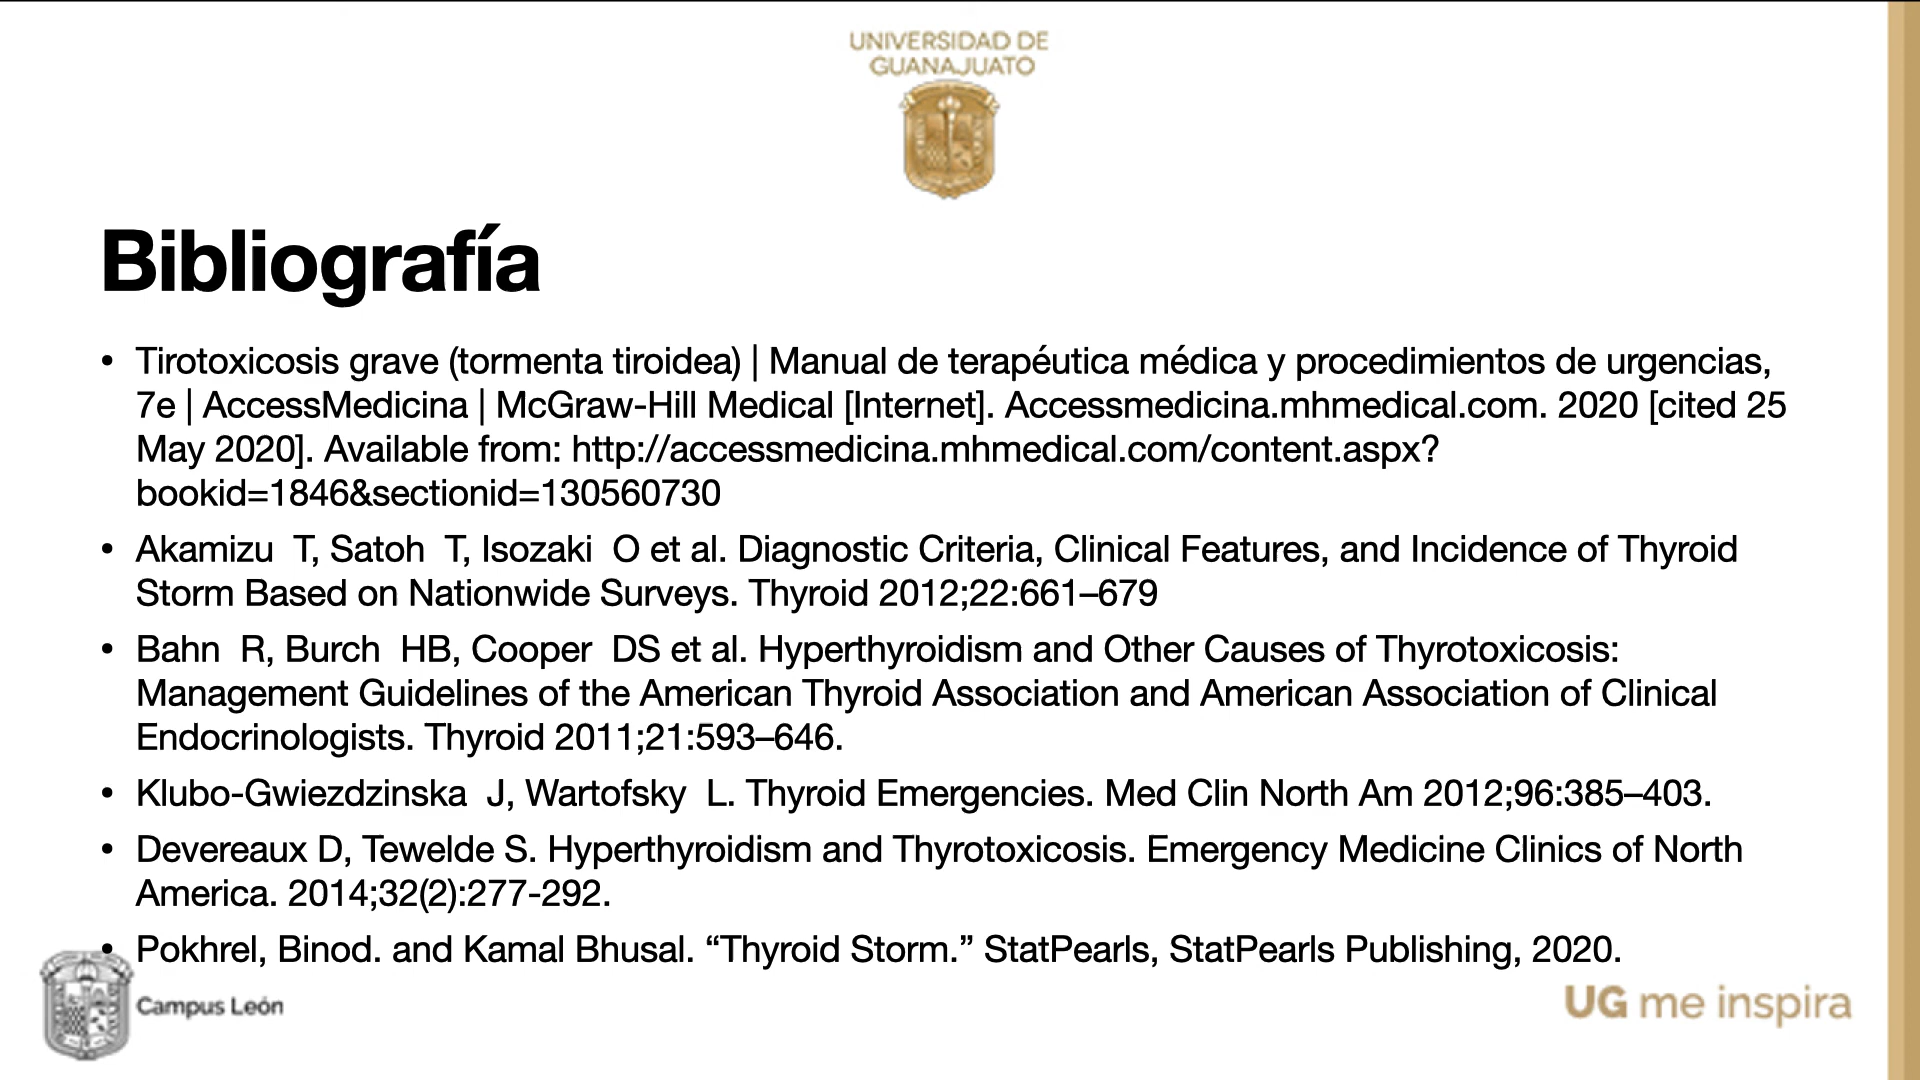 UNIVERSIDAD DE
GUANAJUATO
Bibliografía
• Tirotoxicosis grave (tormenta tiroidea) | Manual de terapéutica médica y procedimientos de urgencias,
7e | AccessMedicina | McGraw-Hill Medical [Internet]. Accessmedicina.mhmedical.com. 2020 [cited 25
May 2020]. Available from: http://accessmedicina.mhmedical.com/content.aspx?
bookid=1846&sectionid=130560730
• Akamizu  T, Satoh  T, Isozaki  O et al. Diagnostic Criteria, Clinical Features, and Incidence of Thyroid
Storm Based on Nationwide Surveys. Thyroid 2012;22:661–679
• Bahn  R, Burch  HB, Cooper  DS et al. Hyperthyroidism and Other Causes of Thyrotoxicosis:
Management Guidelines of the American Thyroid Association and American Association of Clinical
Endocrinologists. Thyroid 2011;21:593–646.
• Klubo-Gwiezdzinska  J, Wartofsky  L. Thyroid Emergencies. Med Clin North Am 2012;96:385–403.
• Devereaux D, Tewelde S. Hyperthyroidism and Thyrotoxicosis. Emergency Medicine Clinics of North
America. 2014;32(2):277-292.
• Pokhrel, Binod. and Kamal Bhusal. “Thyroid Storm.” StatPearls, StatPearls Publishing, 2020.
Campus León
UG me inspira